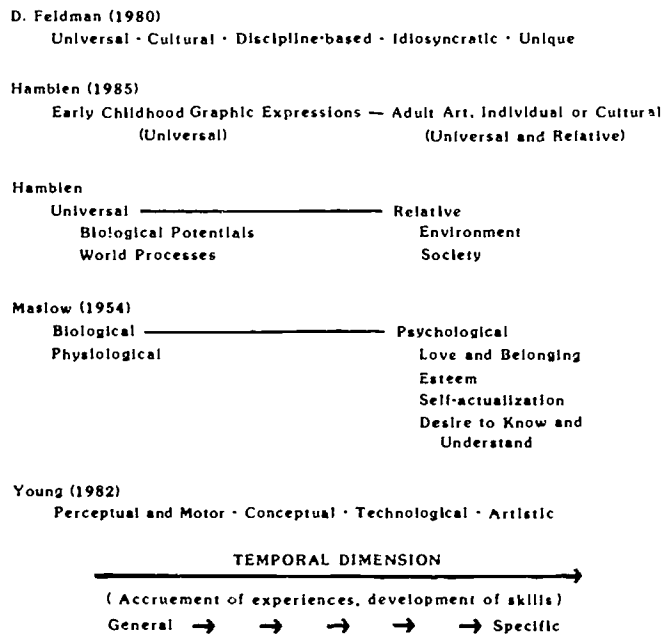 D. Feldman (1980)
Universal - Cultural - Discipline-based - Idiosyncratic - Unique
Hamblen (1985)
Early Childhood Graphic Expressions — Adult Art, Individual or Cultural
(Universal) (Universal and Relative)
Hamblen
Universal Relative
Biological Potentials Environment
World Processes Society
Maslow (1954)
Biological Psychological
Physiological Love and Belonging
Esteem
Self-actualization
Desire to Know and
Understand
Young (1982)
Perceptual and Motor - Conceptual - Technological - Artistic
TEMPORAL DIMENSION
( Accruement of experiences, development of skills)
General → → → → → Specific